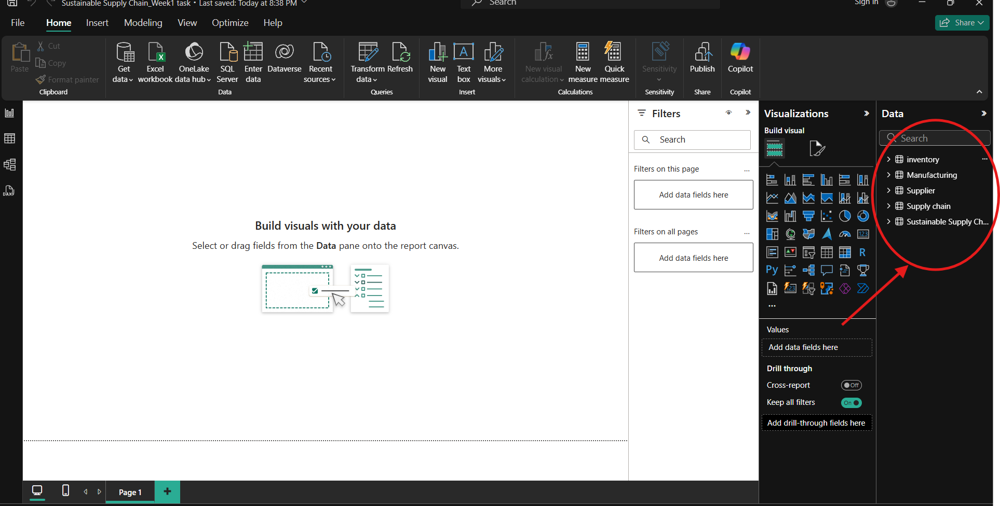 Sustainable Supply Chain_Week1 task • Last saved: Today at 8:38 PM
Search
Sign in
File Home Insert Modeling View Optimize Help
Share
Paste
Cut
Copy
Format painter
Clipboard
Get data
Excel workbook
OneLake data hub
SQL Server
Enter data
Dataverse
Recent sources
Data
Transform data
Refresh
Queries
New visual
Text box
More visuals
Insert
New visual calculation
New measure
Quick measure
Calculations
Sensitivity
Sensitivity
Publish
Share
Copilot
Copilot
DAX
Build visuals with your data
Select or drag fields from the Data pane onto the report canvas.
Filters
Search
Filters on this page
...
Add data fields here
Filters on all pages
...
Add data fields here
Visualizations
Build visual
123
R
Py
123
...
Values
Add data fields here
Drill through
Cross-report
Off
Keep all filters
On
Add drill-through fields here
Data
Search
inventory
...
Manufacturing
Supplier
Supply chain
Sustainable Supply Ch...
Page 1